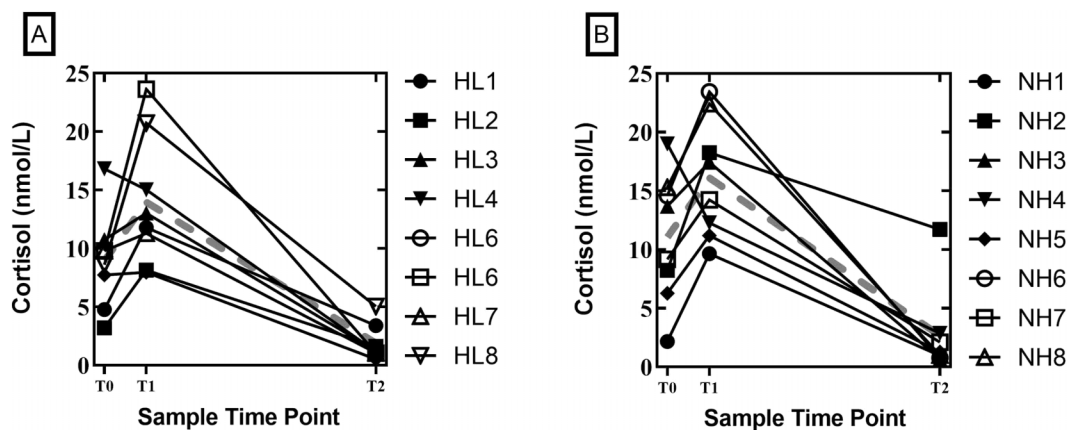 A
25
20
15
10
5
0
Cortisol (nmol/L)
T0 T1 T2
Sample Time Point
HL1
HL2
HL3
HL4
HL6
HL6
HL7
HL8
B
25
20
15
10
5
0
Cortisol (nmol/L)
T0 T1 T2
Sample Time Point
NH1
NH2
NH3
NH4
NH5
NH6
NH7
NH8